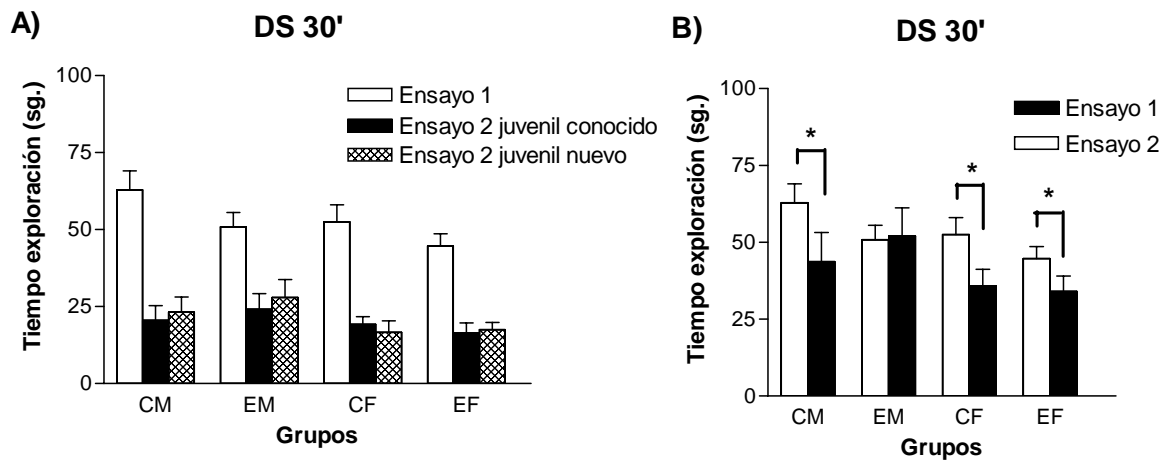 A)
DS 30'
Tiempo exploración (sg.)
100
75
50
25
0
Ensayo 1
Ensayo 2 juvenil conocido
Ensayo 2 juvenil nuevo
CM EM CF EF
Grupos
B)
DS 30'
Tiempo exploración (sg.)
100
75
50
25
0
Ensayo 1
Ensayo 2
* * *
CM EM CF EF
Grupos